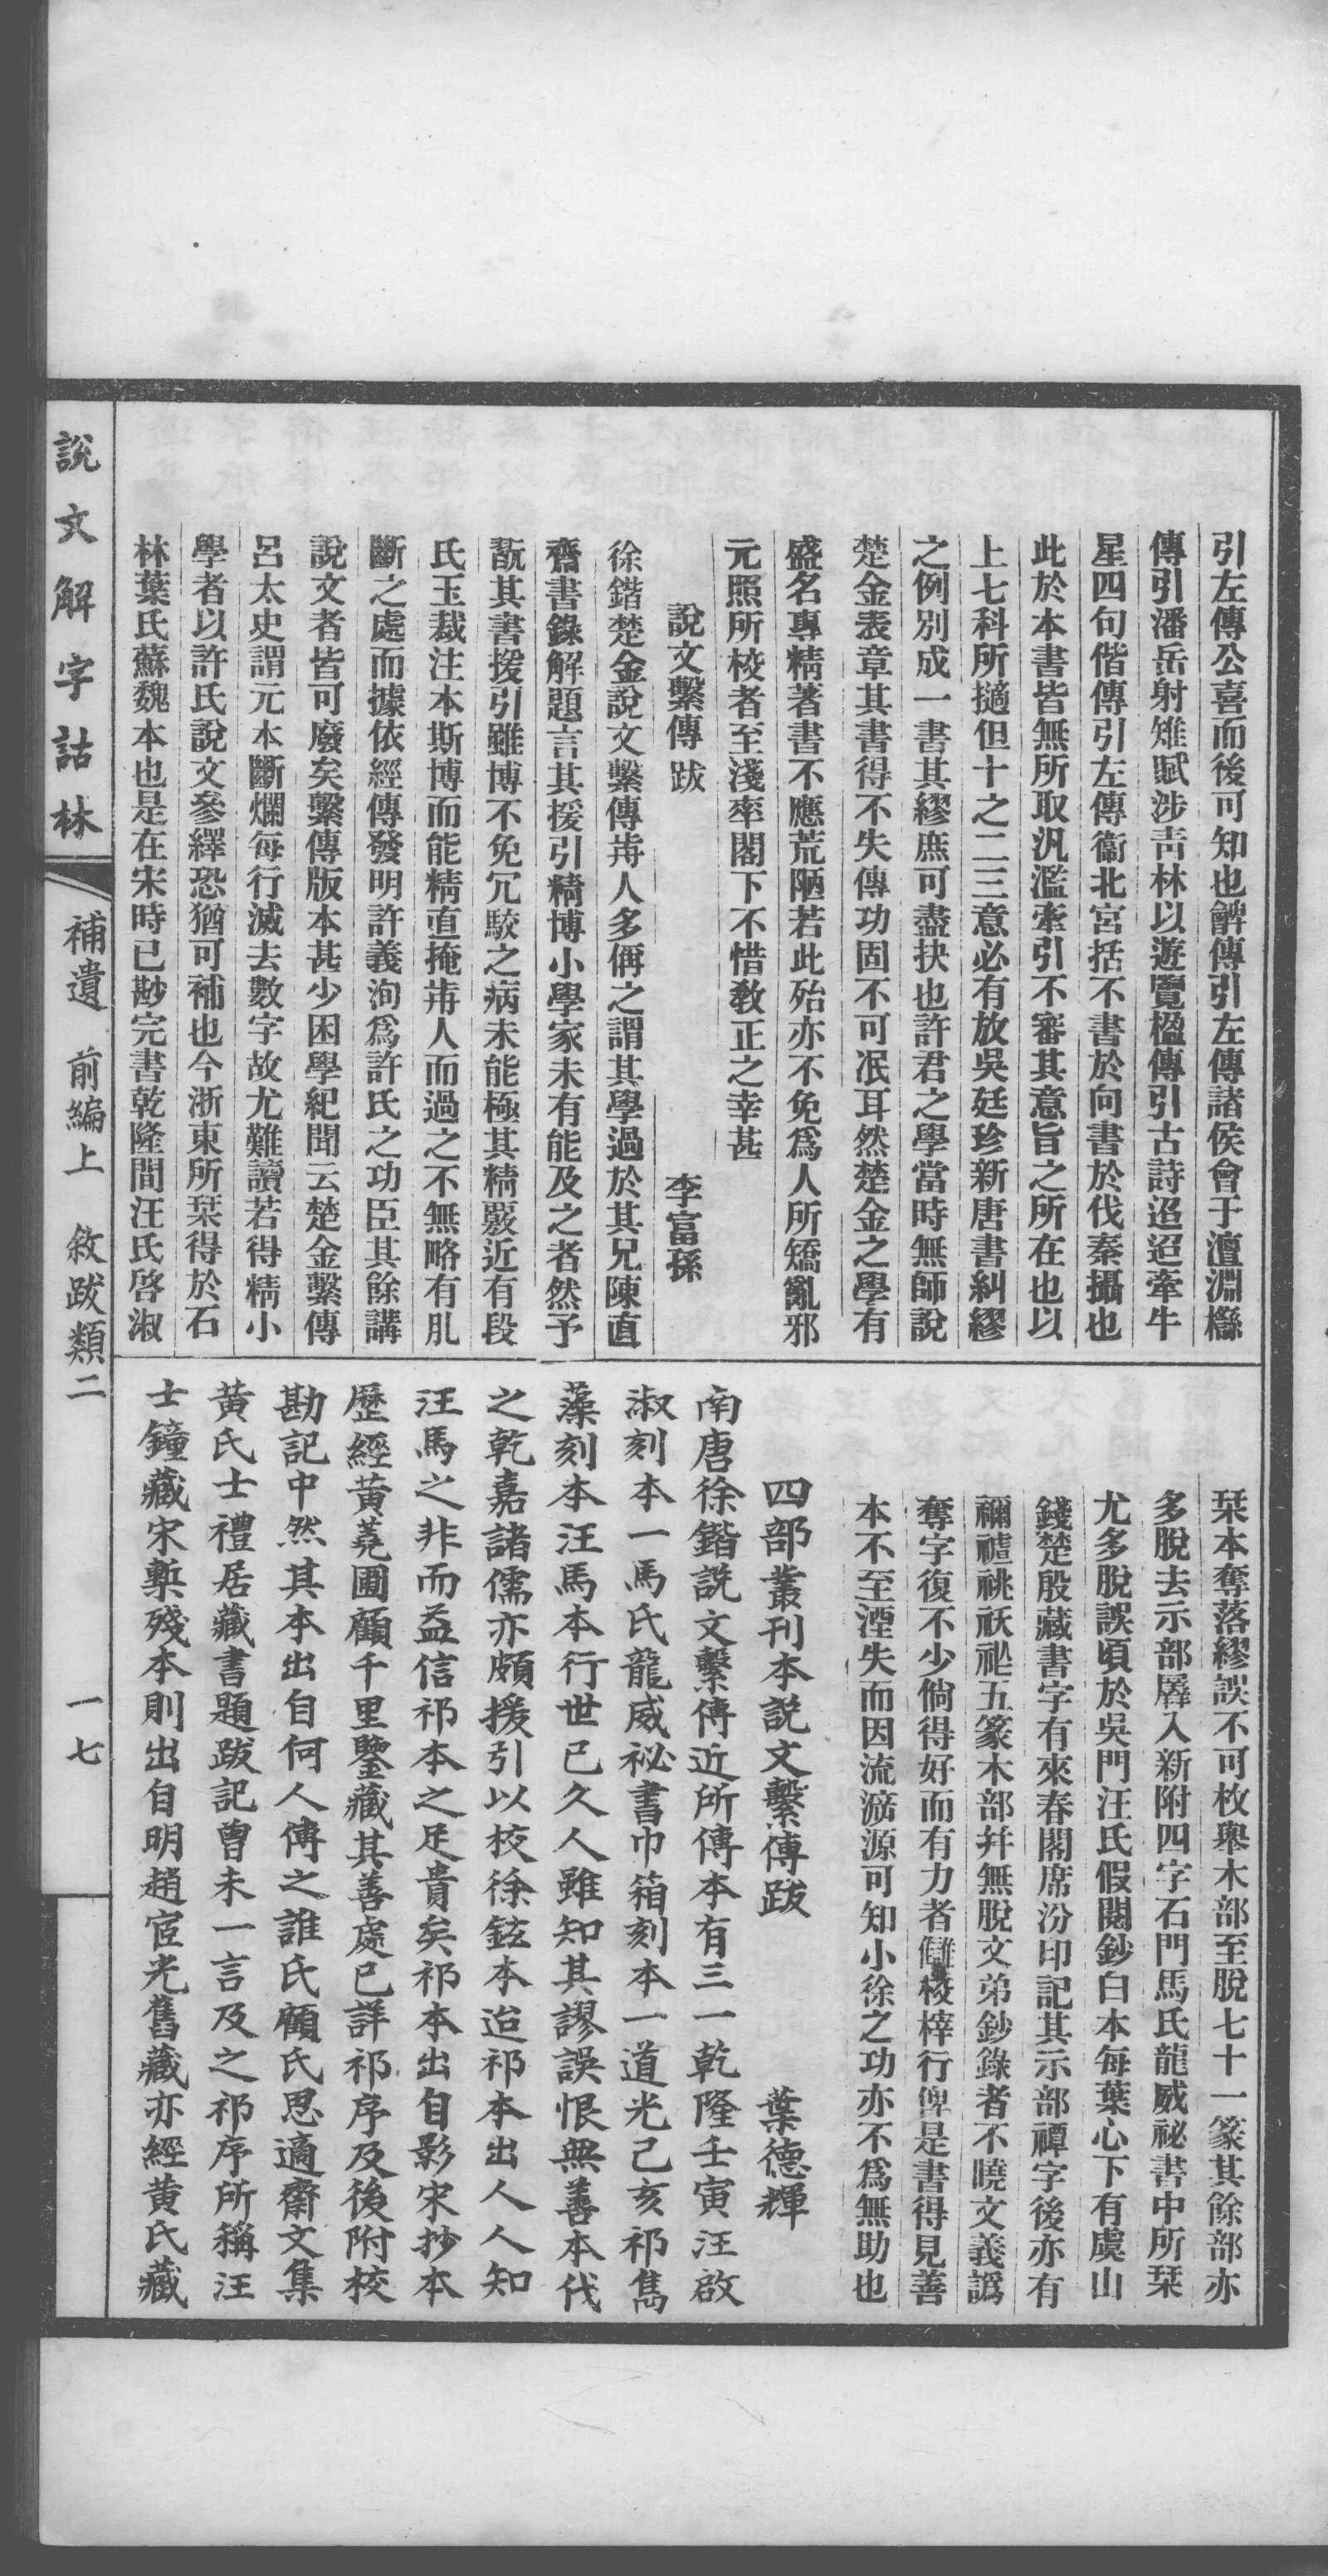 引左傳公喜而後可知也韠傳引左傳諸侯會于澶淵櫾
傳引潘岳射雉賦涉青林以遊覽楹傳引古詩迢迢牽牛
星四句偕傳引左傳衞北宮括不書於向書於伐秦攝也
此於本書皆無所取汎濫牽引不審其意旨之所在也以
上七科所擿但十之二三意必有放吳廷珍新唐書糾繆
之例別成一書其繆庶可盡抉也許君之學當時無師說
楚金表章其書得不失傳功固不可冺耳然楚金之學有
盛名專精著書不應荒陋若此殆亦不免爲人所矯亂邪
元照所校者至淺率閣下不惜教正之幸甚
說文繫傳跋 李富孫
徐鍇楚金說文繫傳歬人多偁之謂其學過於其兄陳直
齋書錄解題言其援引精博小學家未有能及之者然予
翫其書援引雖博不免冗駮之病未能極其精覈近有段
氏玉裁注本斯博而能精直掩歬人而過之不無略有肊
斷之處而據依經傳發明許義洵爲許氏之功臣其餘講
說文者皆可廢矣繫傳版本甚少困學紀聞云楚金繫傳
呂太史謂元本斷爛每行滅去數字故尤難讀若得精小
學者以許氏說文參繹恐猶可補也今浙東所栞得於石
林葉氏蘇魏本也是在宋時已尠完書乾隆間汪氏啓淑
栞本奪落繆誤不可枚舉木部至脫七十一篆其餘部亦
多脫去示部羼入新附四字石門馬氏龍威祕書中所栞
尤多脫誤頃於吳門汪氏假閱鈔白本每葉心下有虞山
錢楚殷藏書字有來春閣席汾印記其示部禫字後亦有
禰禮祧祅祉五篆木部幷無脫文弟鈔錄者不曉文義譌
奪字復不少倘得好而有力者讎校梓行俾是書得見善
本不至湮失而因流泝源可知小徐之功亦不爲無助也
四部叢刊本說文繫傳跋 葉德輝
南唐徐鍇說文繫傳近所傳本有三一乾隆壬寅汪啟
淑刻本一馬氏龍威祕書巾箱刻本一道光己亥祁寯
藻刻本汪馬本行世已久人雖知其謬誤恨無善本代
之乾嘉諸儒亦頗援引以校徐鉉本迨祁本出人人知
汪馬之非而益信祁本之足貴矣祁本出自影宋抄本
歷經黃蕘圃顧千里鑒藏其善處已詳祁序及後附校
勘記中然其本出自何人傳之誰氏顧氏思適齋文集
黃氏士禮居藏書題跋記曾未一言及之祁序所稱汪
士鐘藏宋槧殘本則出自明趙宧光舊藏亦經黃氏藏
說文解字詁林 補遺 前編上 敘跋類二 一七